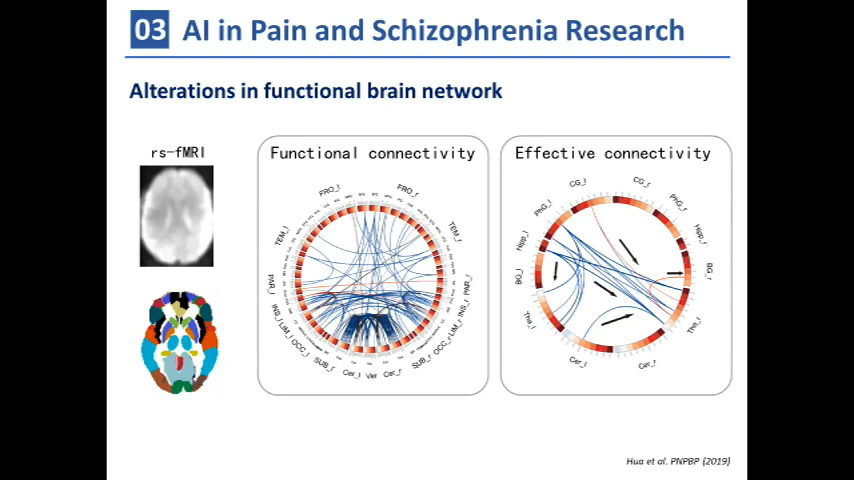 03 AI in Pain and Schizophrenia Research
Alterations in functional brain network
rs-fMRI
Functional connectivity
FRO_l
FRO_r
TEM_l
TEM_r
PAR_l
PAR_r
INS_l
INS_r
LIM_l
LIM_r
OCC_l
OCC_r
SUB_l
SUB_r
Cer_l
Ver
Cer_r
Effective connectivity
CG_l
CG_r
PhG_l
PhG_r
Hipp_l
Hipp_r
BG_l
BG_r
Tha_l
Tha_r
Cer_l
Cer_r
Hua et al. PNPBP (2019)